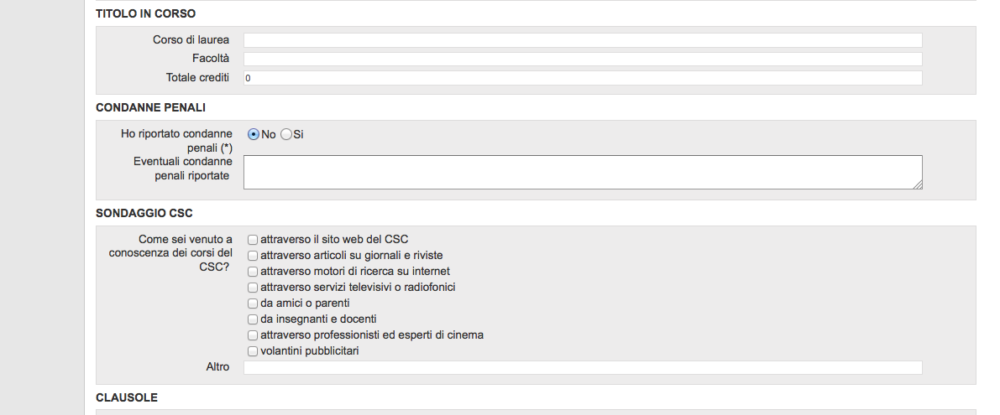 TITOLO IN CORSO
Corso di laurea
Facoltà
Totale crediti 0
CONDANNE PENALI
Ho riportato condanne
penali (*)
No Si
Eventuali condanne
penali riportate
SONDAGGIO CSC
Come sei venuto a
conoscenza dei corsi del
CSC?
attraverso il sito web del CSC
attraverso articoli su giornali e riviste
attraverso motori di ricerca su internet
attraverso servizi televisivi o radiofonici
da amici o parenti
da insegnanti e docenti
attraverso professionisti ed esperti di cinema
volantini pubblicitari
Altro
CLAUSOLE